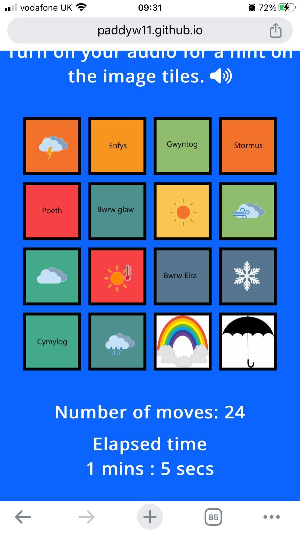 vodafone UK
09:31
72%
paddyw11.github.io
Turn off your audio for a hint on
the image tiles.
Enfys
Gwyntog
Stormus
Poeth
Bwrw glaw
Bwrw Eira
Cymylog
Number of moves: 24
Elapsed time
1 mins : 5 secs
86